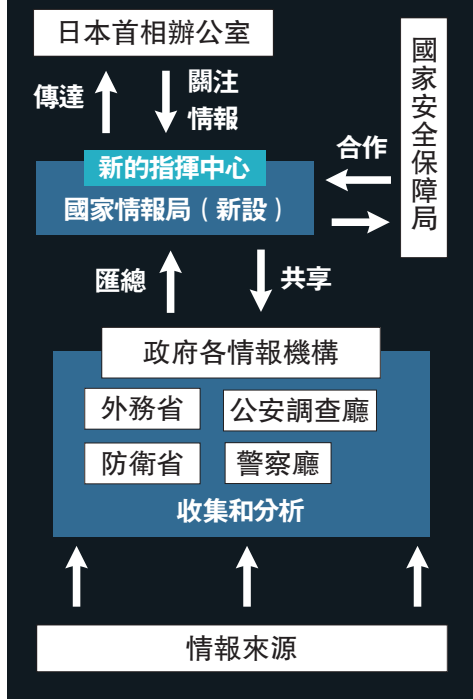 日本首相辦公室
傳達
關注
情報
國家安全保障局
合作
新的指揮中心
國家情報局（新設）
匯總
共享
政府各情報機構
外務省
公安調查廳
防衛省
警察廳
收集和分析
情報來源